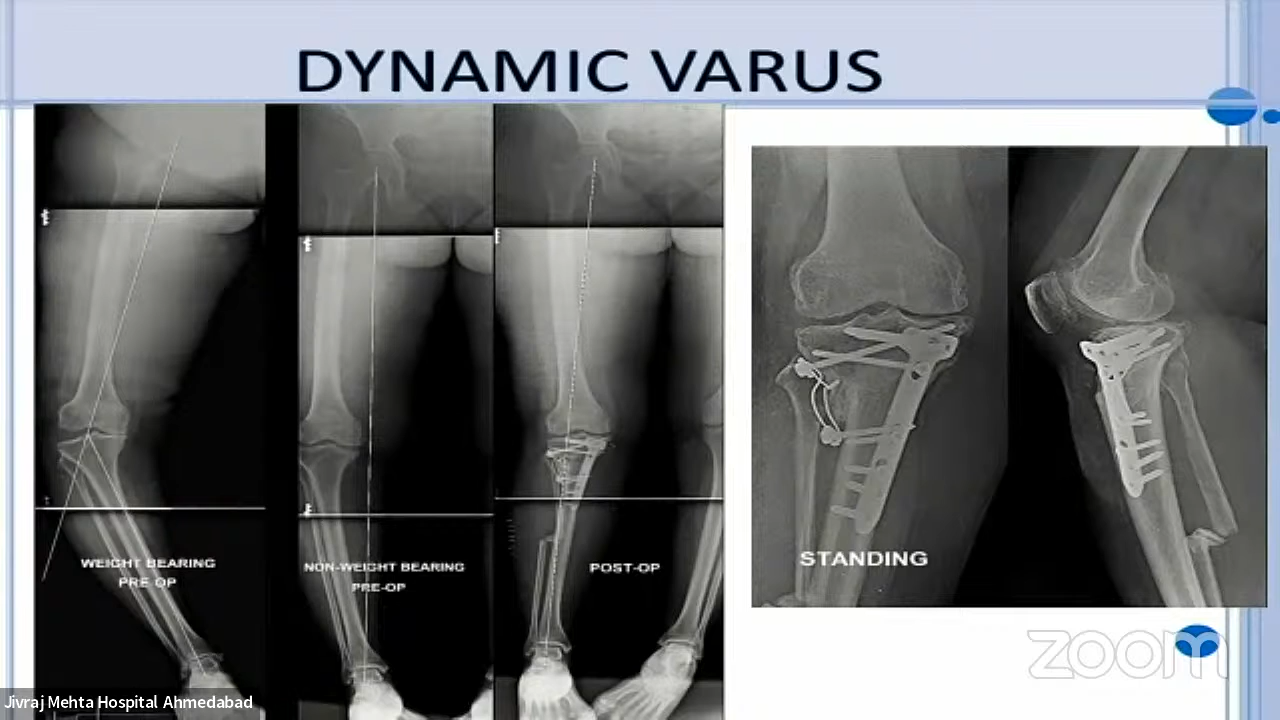 DYNAMIC VARUS
WEIGHT BEARING
PRE-OP
NON-WEIGHT BEARING
PRE-OP
POST-OP
STANDING
zoom
Jivraj Mehta Hospital Ahmedabad